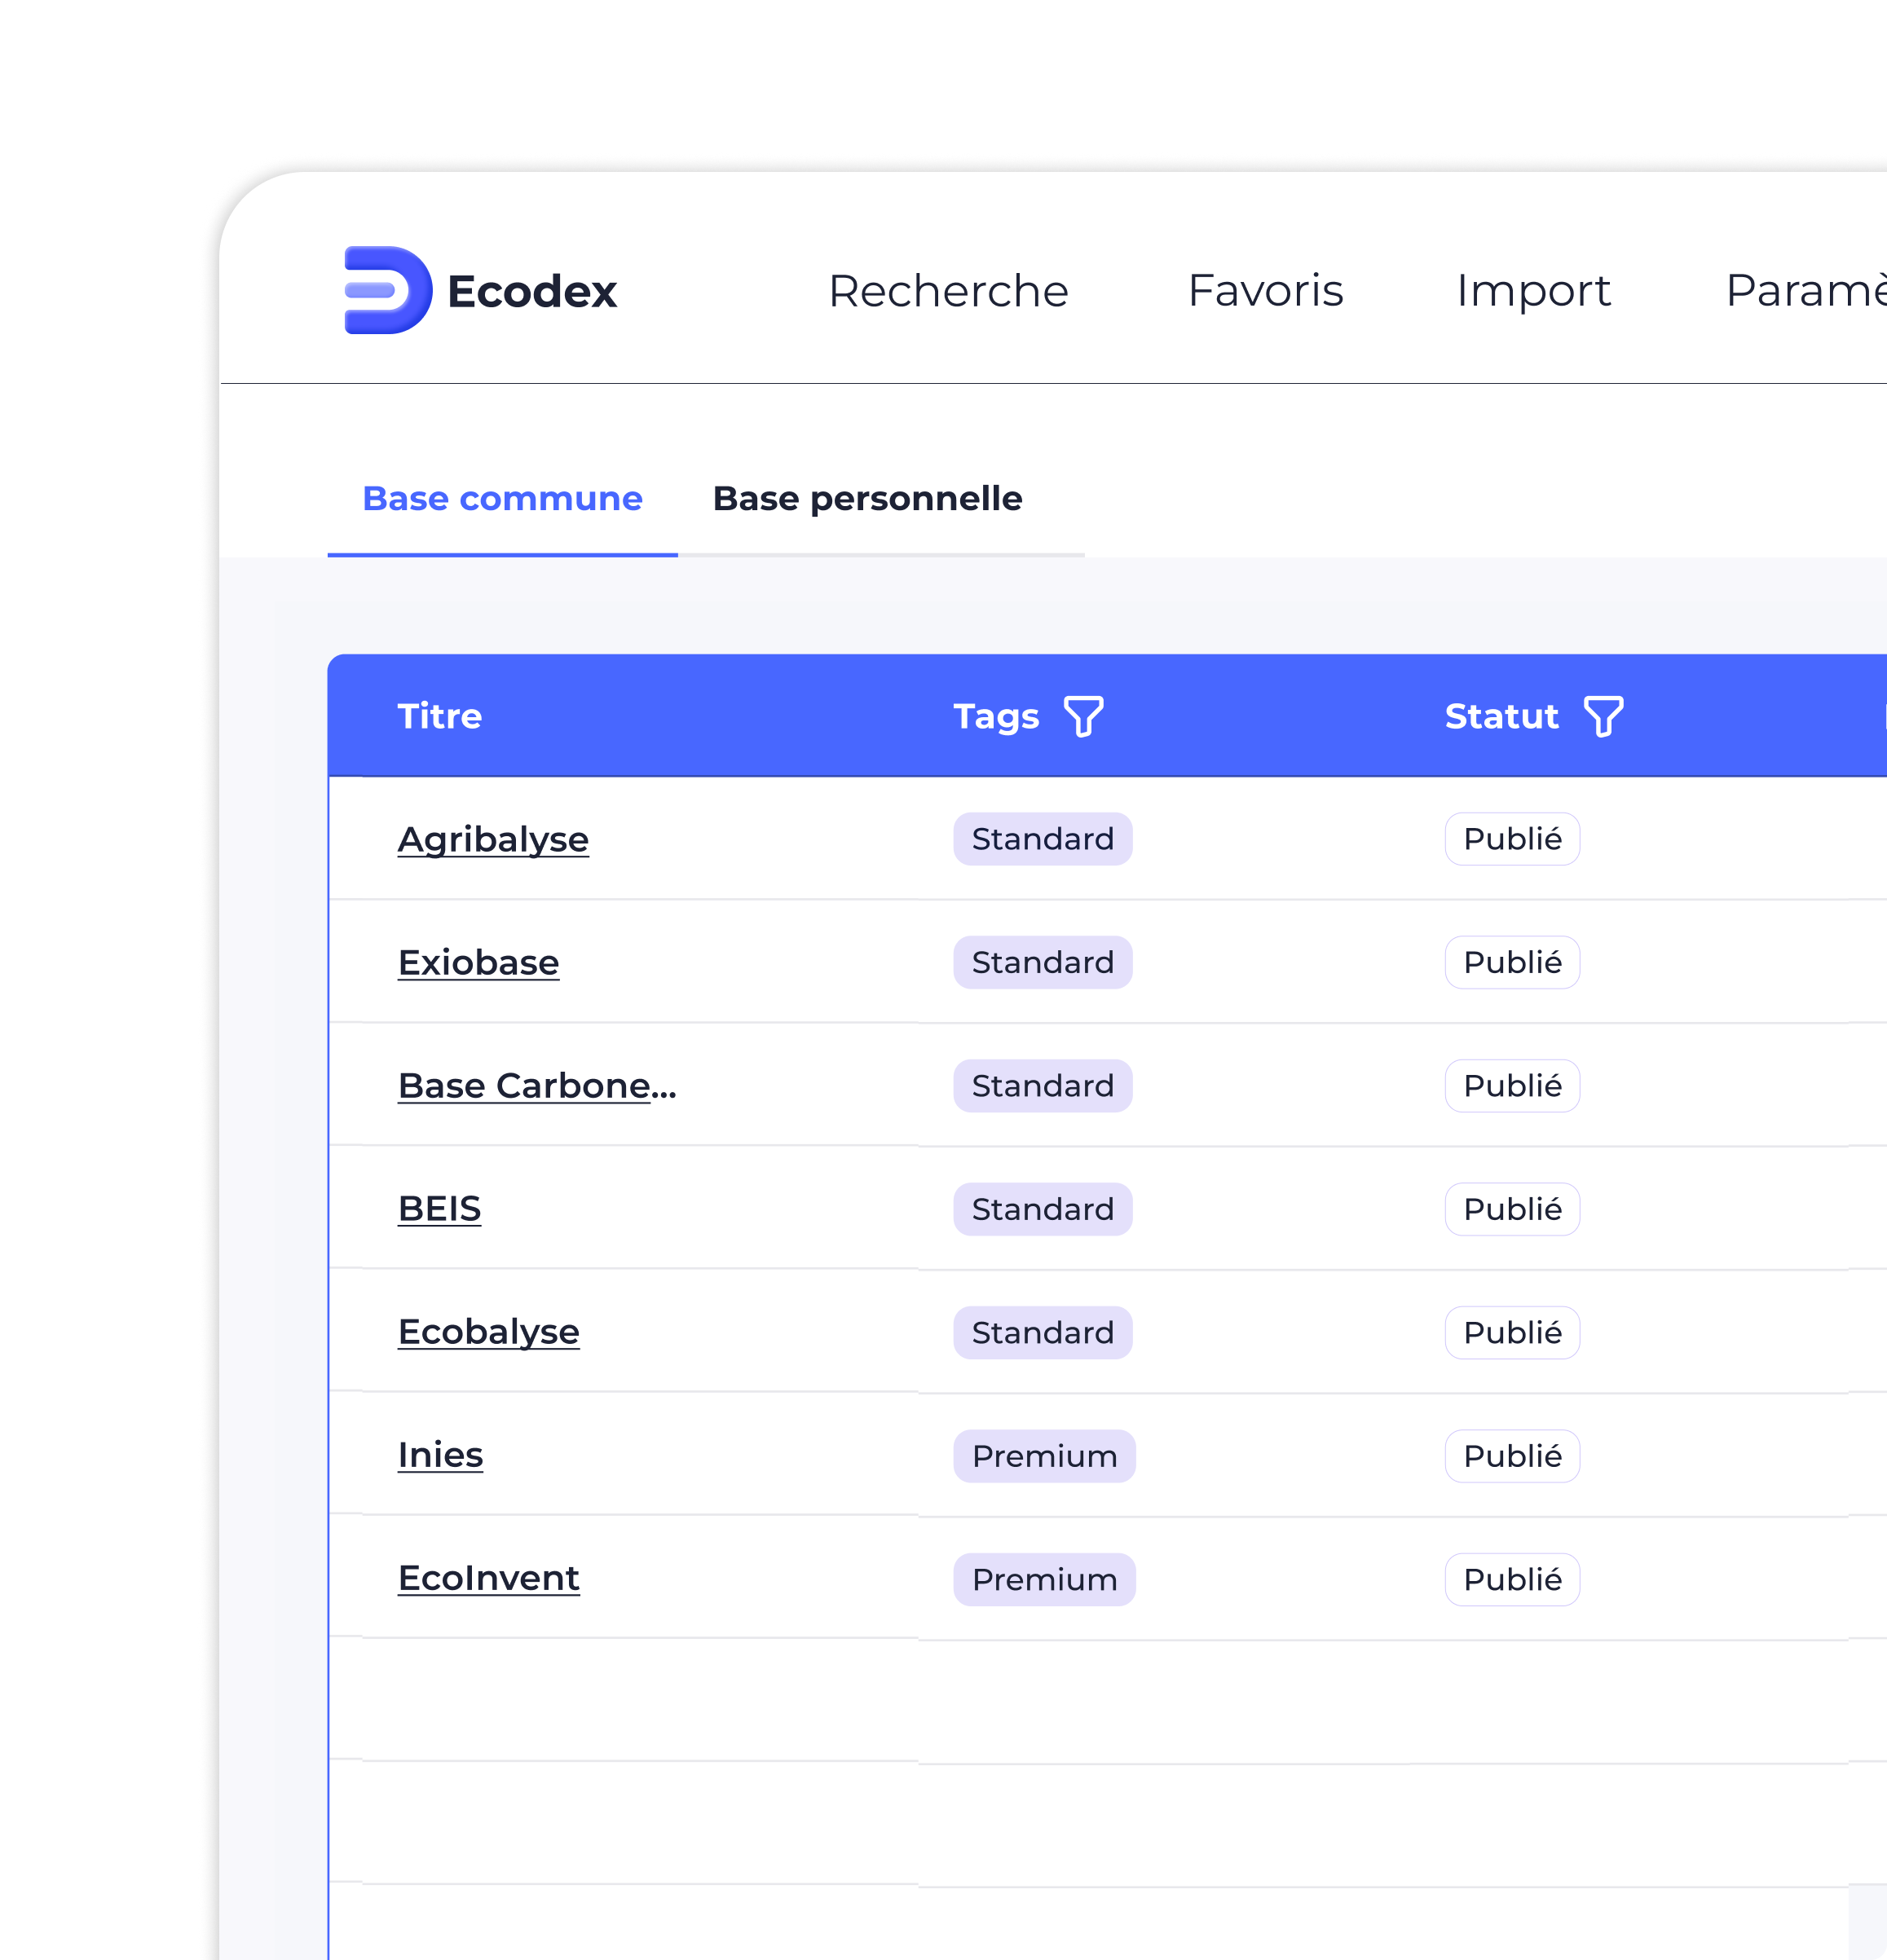 Ecodex Recherche Favoris Import Paramè
Base commune Base personnelle
Titre Tags Statut
Agribalyse Standard Publié
Exiobase Standard Publié
Base Carbone... Standard Publié
BEIS Standard Publié
Ecobalyse Standard Publié
Inies Premium Publié
EcoInvent Premium Publié